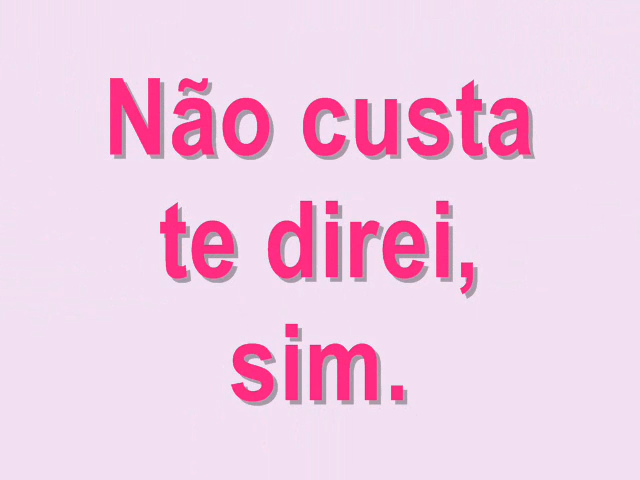 Não custa
te direi,
sim.